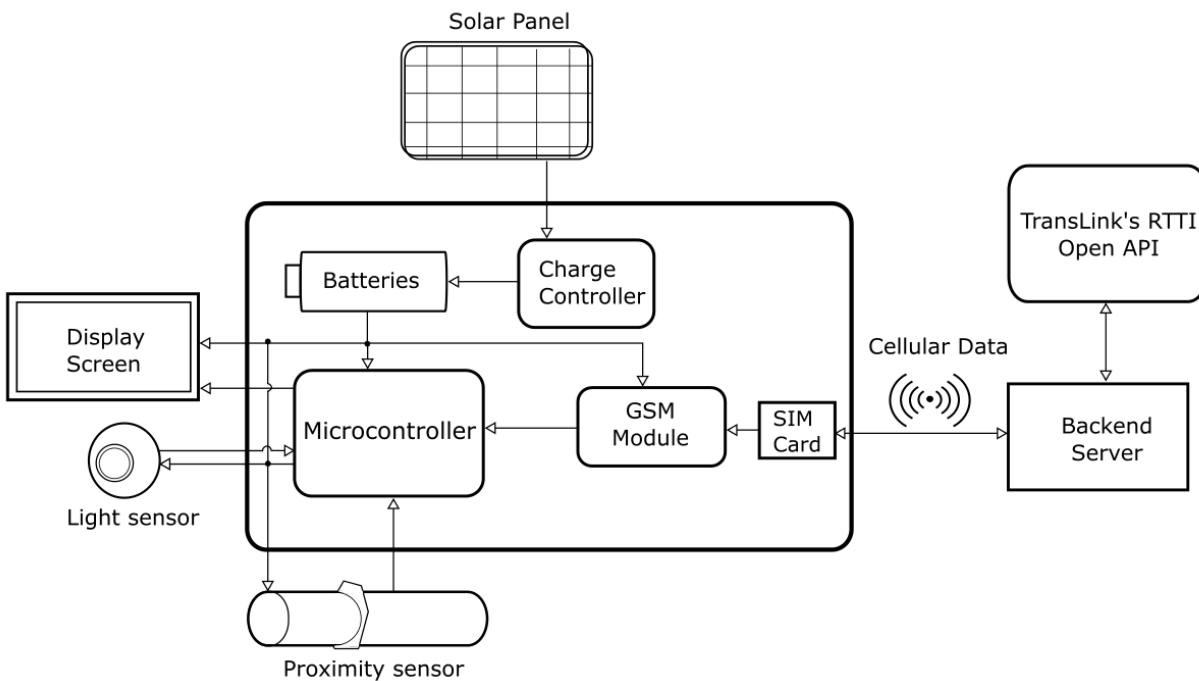 Solar Panel
TransLink's RTTI
Open API
Batteries
Charge
Controller
Display
Screen
Cellular Data
Microcontroller
GSM
Module
SIM
Card
Backend
Server
Light sensor
Proximity sensor